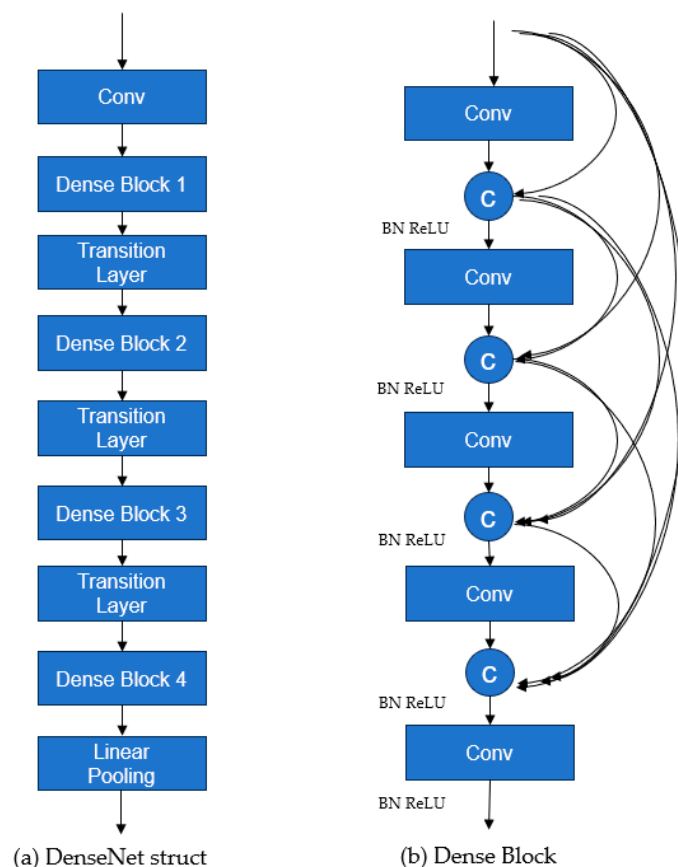 Conv
Dense Block 1
Transition
Layer
Dense Block 2
Transition
Layer
Dense Block 3
Transition
Layer
Dense Block 4
Linear
Pooling
(a) DenseNet struct
Conv
C
BN ReLU
Conv
C
BN ReLU
Conv
C
BN ReLU
Conv
C
BN ReLU
Conv
BN ReLU
(b) Dense Block